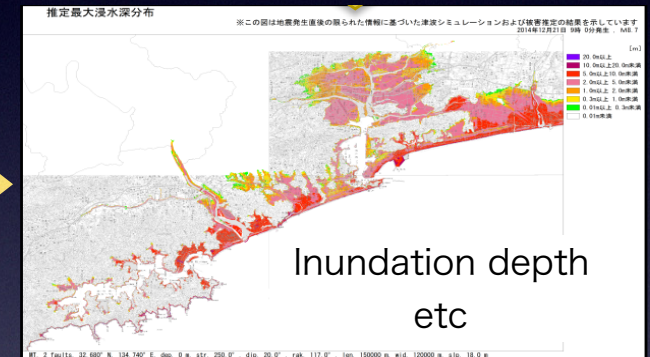 推定最大浸水深分布
※この図は地震発生直後の限られた情報に基づいた津波シミュレーションおよび被害推定の結果を示しています
2014年12月21日 9時 0分発生 . M8.7
[m]
20.0m以上
10.0m以上20.0m未満
5.0m以上10.0m未満
2.0m以上 5.0m未満
1.0m以上 2.0m未満
0.3m以上 1.0m未満
0.01m以上 0.3m未満
0.01m未満
Inundation depth
etc
MT. 2 faults 32.680° N. 134.740° E. dep. 0 m. str. 250.0° . dip. 20.0° . rak. 117.0° . len. 150000 m. wid. 120000 m. slp. 18.0 m